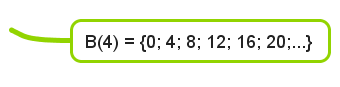 B(4) = {0; 4; 8; 12; 16; 20;...}